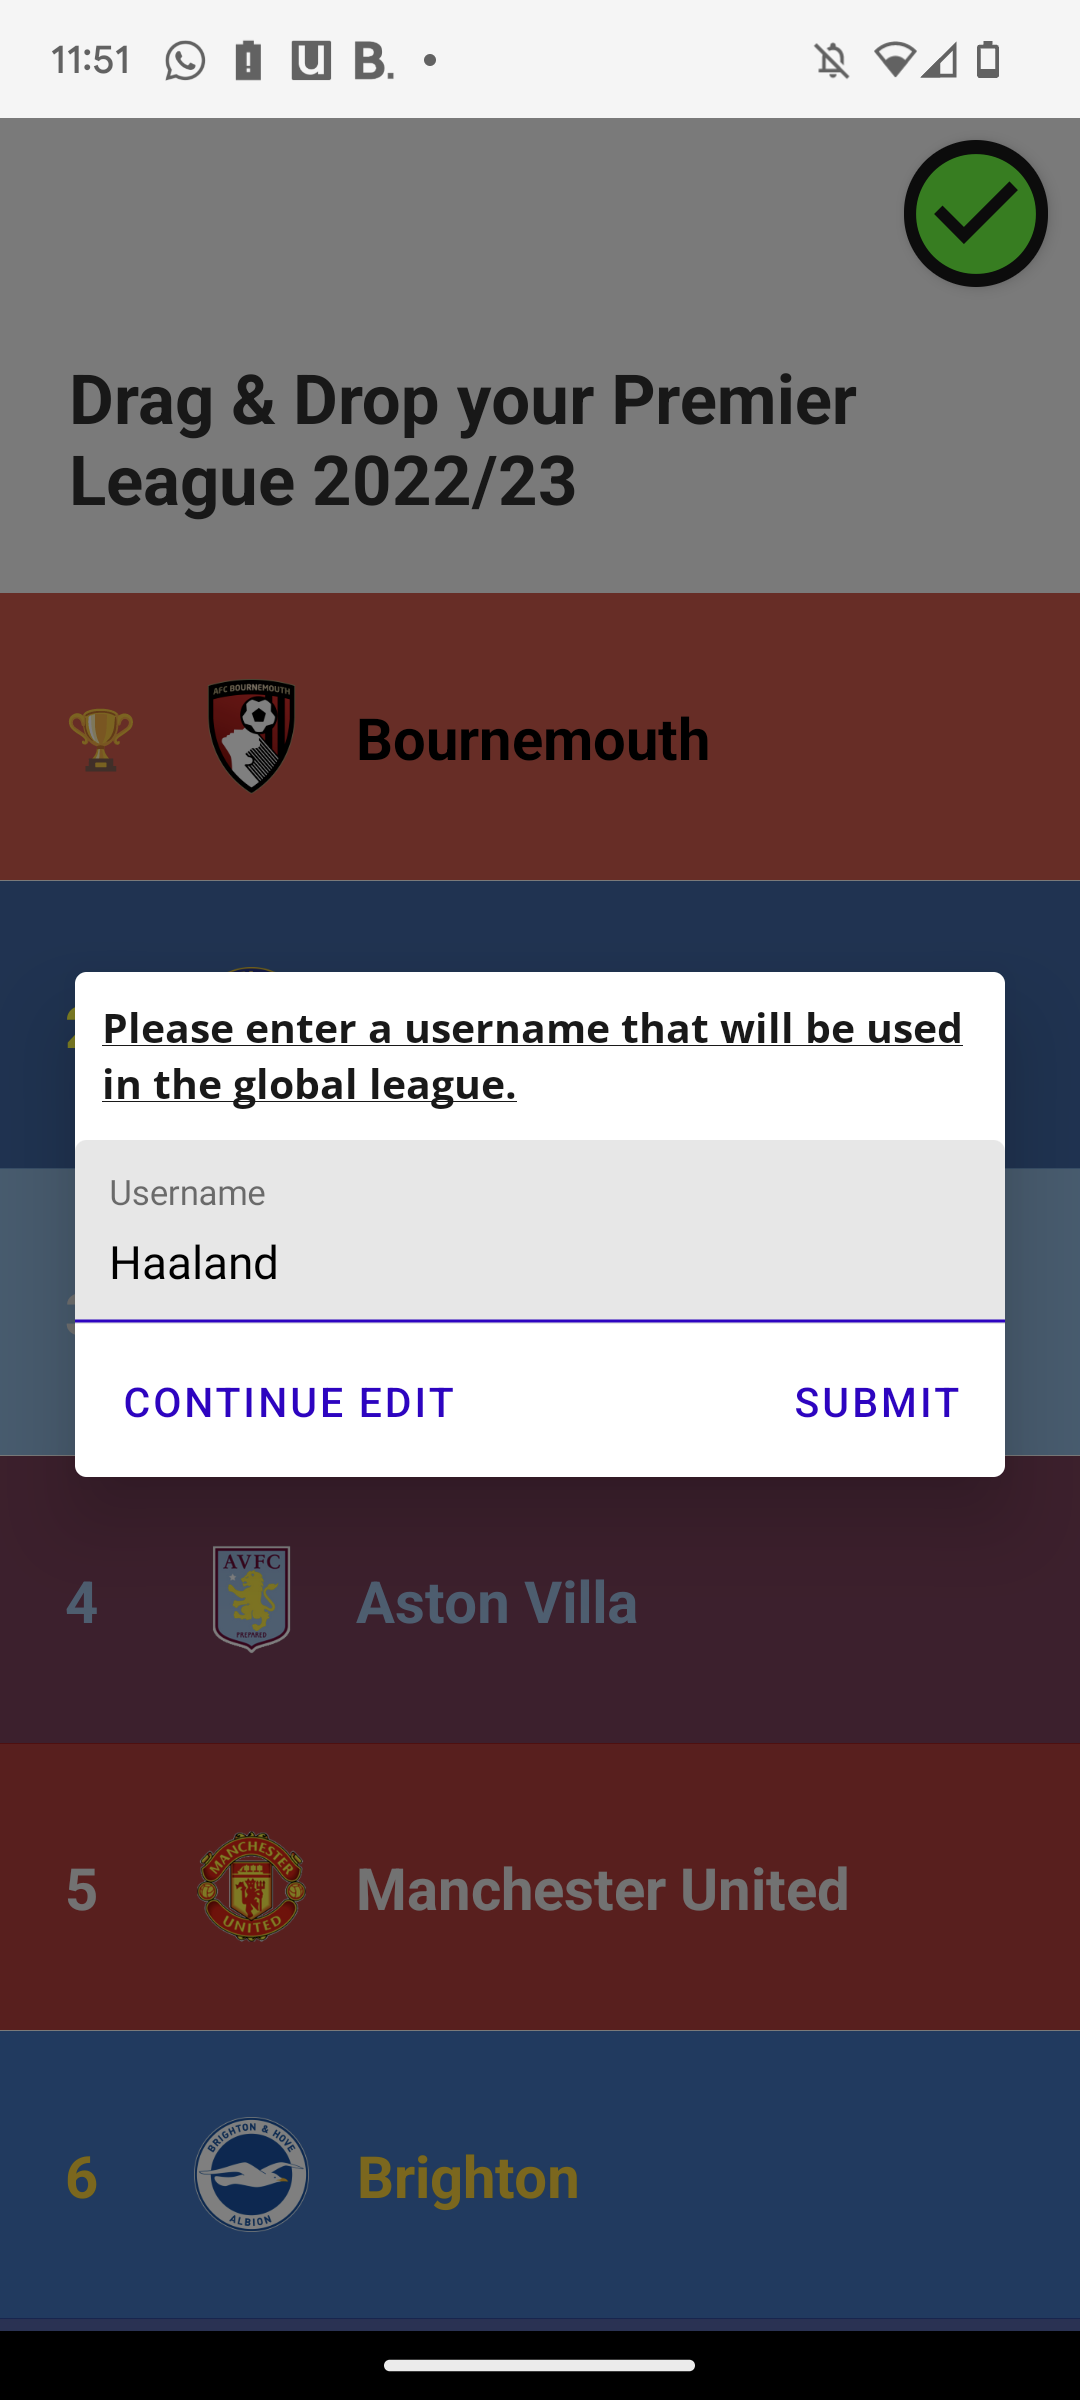 11:51
B.
Drag & Drop your Premier
League 2022/23
AFC BOURNEMOUTH
Bournemouth
Please enter a username that will be used
in the global league.
Username
Haaland
CONTINUE EDIT
SUBMIT
4
AVFC
PREPARED
Aston Villa
5
MANCHESTER
UNITED
Manchester United
6
BRIGHTON & HOVE
ALBION
Brighton